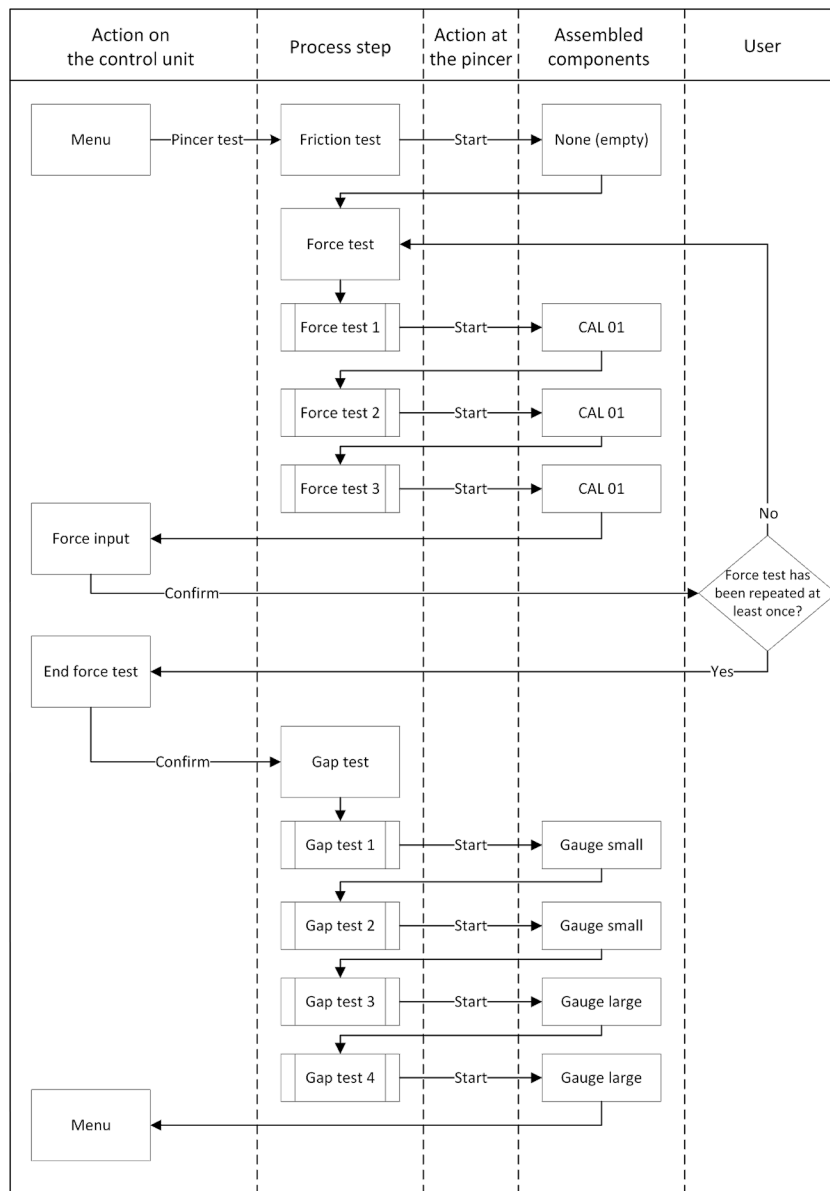 Action on
the control unit
Process step
Action at
the pincer
Assembled
components
User
Menu
Pincer test
Friction test
Start
None (empty)
Force test
Force test 1
Start
CAL 01
Force test 2
Start
CAL 01
Force test 3
Start
CAL 01
No
Force input
Force test has
been repeated at
least once?
Confirm
End force test
Yes
Confirm
Gap test
Gap test 1
Start
Gauge small
Gap test 2
Start
Gauge small
Gap test 3
Start
Gauge large
Gap test 4
Start
Gauge large
Menu